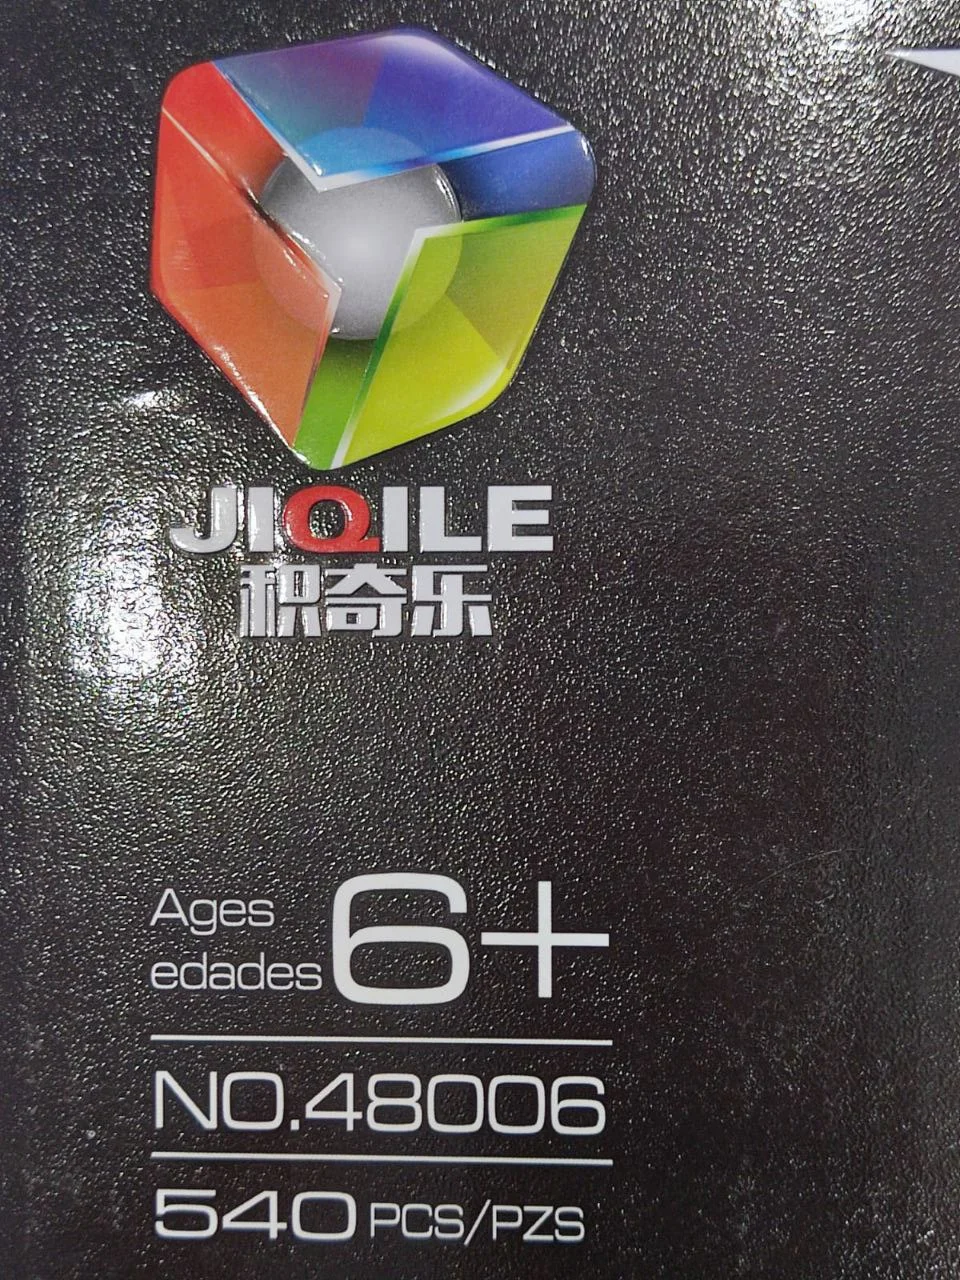 JIQILE
积奇乐
Ages
edades 6+
NO.48006
540 PCS/PZS